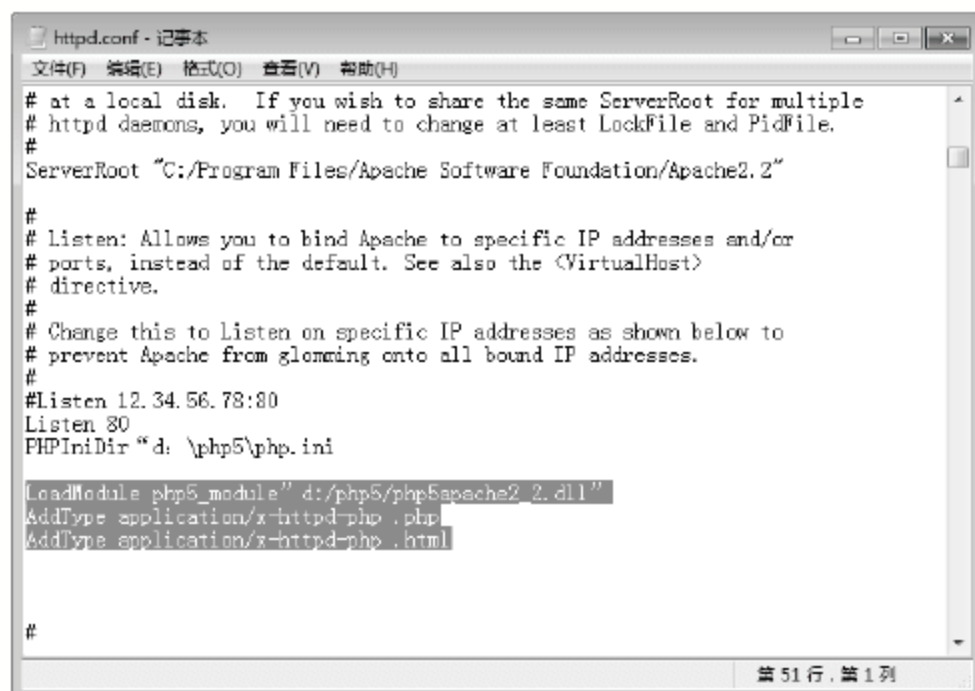 httpd.conf - 记事本
文件(F) 编辑(E) 格式(O) 查看(V) 帮助(H)
# at a local disk.  If you wish to share the same ServerRoot for multiple
# httpd daemons, you will need to change at least LockFile and PidFile.
#
ServerRoot "C:/Program Files/Apache Software Foundation/Apache2.2"
#
# Listen: Allows you to bind Apache to specific IP addresses and/or
# ports, instead of the default. See also the <VirtualHost>
# directive.
#
# Change this to Listen on specific IP addresses as shown below to
# prevent Apache from glomming onto all bound IP addresses.
#
#Listen 12.34.56.78:80
Listen 80
PHPIniDir “d：\php5\php.ini
LoadModule php5_module” d:/php5/php5apache2_2.dll”
AddType application/x-httpd-php .php
AddType application/x-httpd-php .html
#
第 51 行，第 1 列